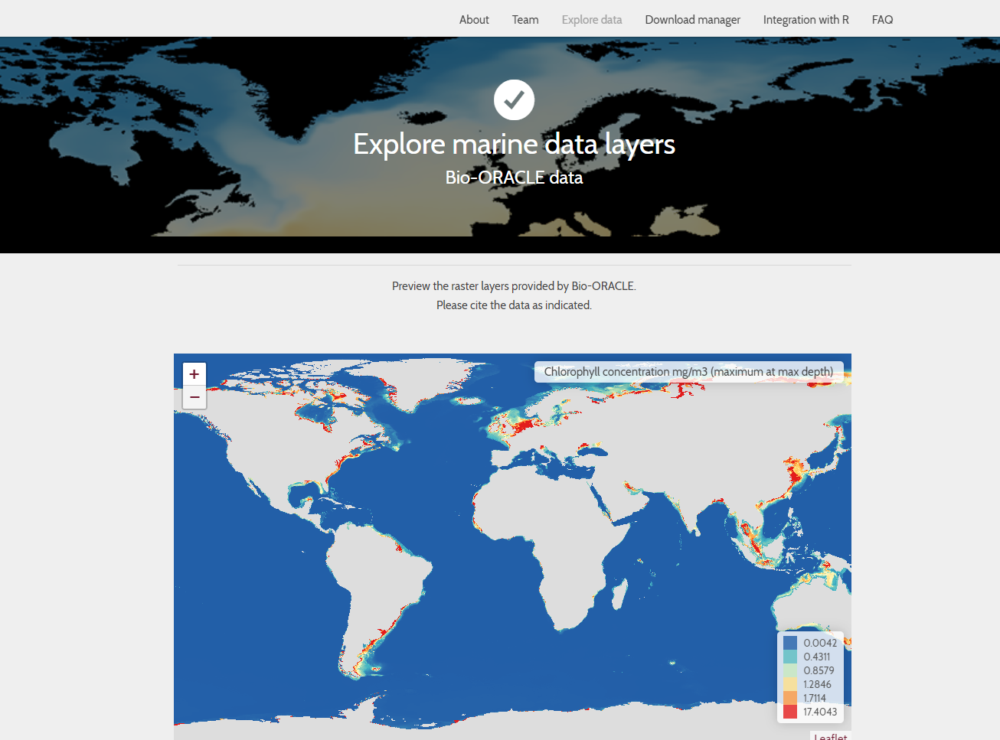 About Team Explore data Download manager Integration with R FAQ
Explore marine data layers
Bio-ORACLE data
Preview the raster layers provided by Bio-ORACLE.
Please cite the data as indicated.
+
−
Chlorophyll concentration mg/m3 (maximum at max depth)
0.0042
0.4311
0.8579
1.2846
1.7114
17.4043
Leaflet